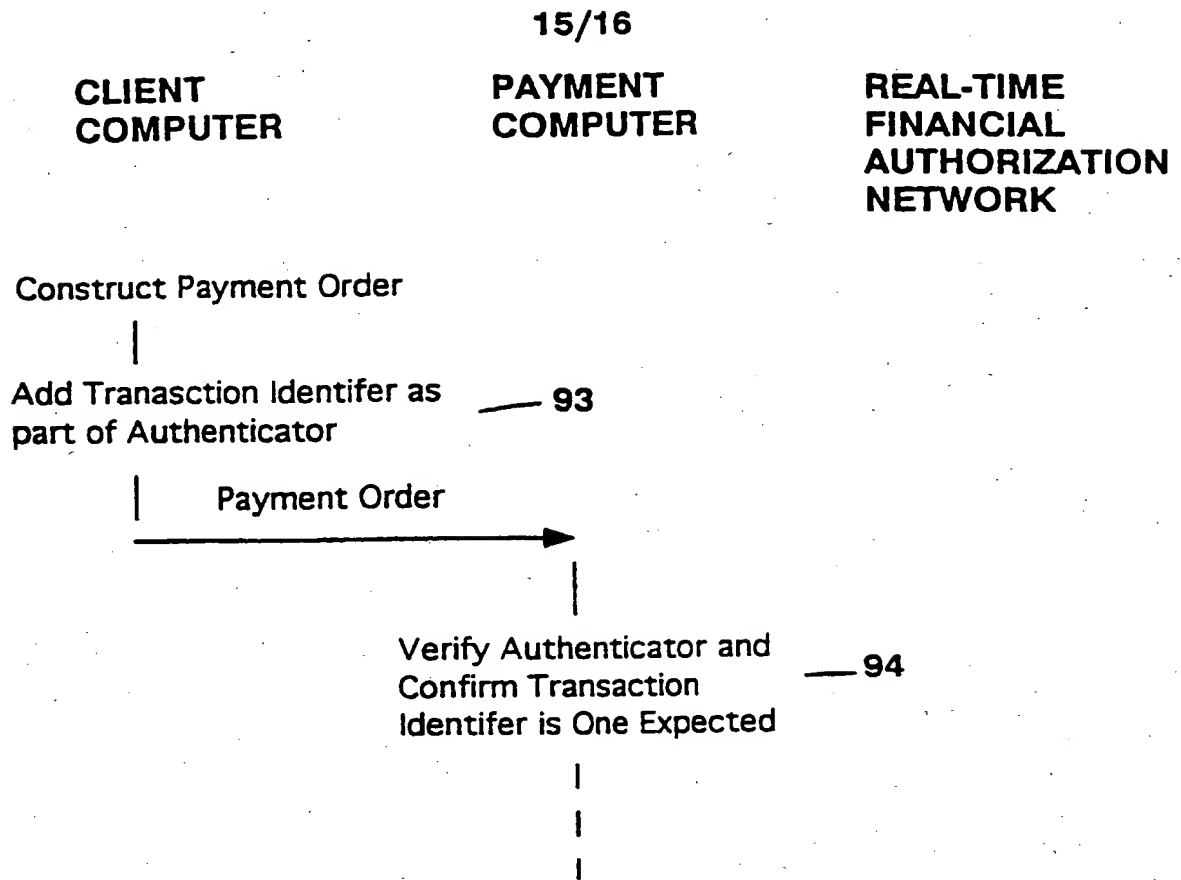 15/16
CLIENT
COMPUTER
PAYMENT
COMPUTER
REAL-TIME
FINANCIAL
AUTHORIZATION
NETWORK
Construct Payment Order
Add Tranasction Identifer as
part of Authenticator
93
Payment Order
Verify Authenticator and
Confirm Transaction
Identifer is One Expected
94